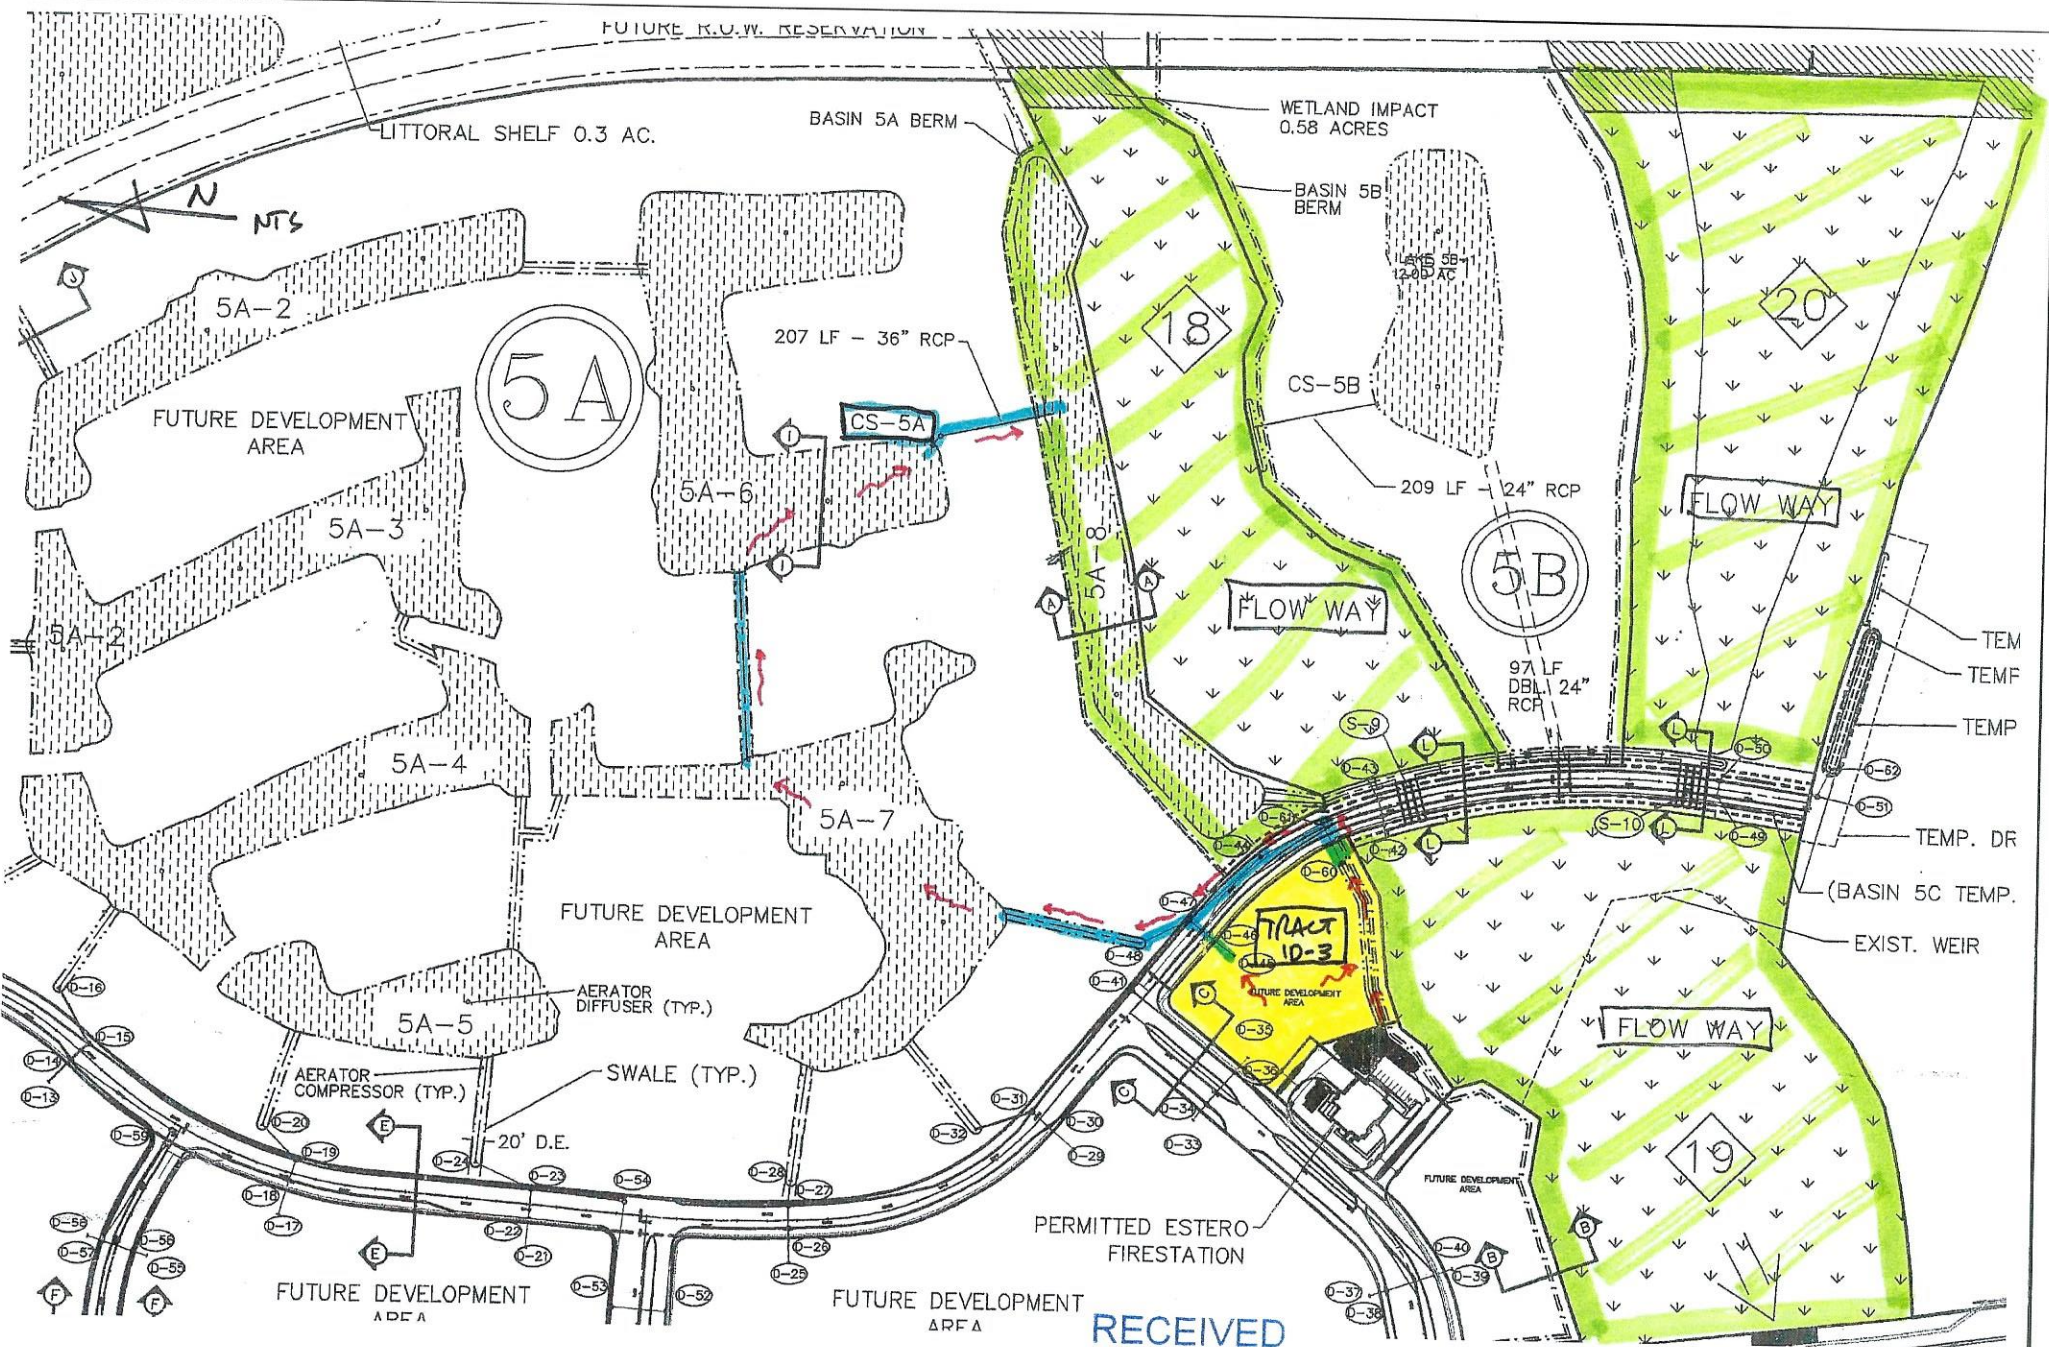 FUTURE R.O.W. RESERVATION
LITTORAL SHELF 0.3 AC.
BASIN 5A BERM
WETLAND IMPACT
0.58 ACRES
BASIN 5B
BERM
N
NTS
J
5A-2
5A
207 LF - 36" RCP
CS-5A
18
LAKE 5B-1
CS-5B
20
FUTURE DEVELOPMENT
AREA
5A-3
5A-6
I
I
209 LF - 24" RCP
FLOW WAY
5A-2
5A-8
A
A
FLOW WAY
5B
97 LF
DBL 24"
RCP
TEM
TEMP
TEMP
5A-4
5A-7
S-9
L
L
D-43
D-50
D-62
D-51
D-61
D-44
D-42
L
S-10
L
D-49
TEMP. DR
D-60
(BASIN 5C TEMP.
EXIST. WEIR
D-47
D-46
D-45
D-48
D-41
TRACT
ID-3
FUTURE DEVELOPMENT
AREA
FUTURE DEVELOPMENT
AREA
C
D-35
D-36
FLOW WAY
D-16
D-15
D-14
D-13
5A-5
AERATOR
DIFFUSER (TYP.)
AERATOR
COMPRESSOR (TYP.)
SWALE (TYP.)
20' D.E.
D-20
D-19
D-18
D-17
E
E
D-24
D-23
D-22
D-21
D-54
D-28
D-27
D-26
D-25
D-32
D-31
D-30
D-29
C
D-34
D-33
D-59
D-58
D-57
D-56
D-55
F
F
D-53
D-52
PERMITTED ESTERO
FIRESTATION
FUTURE DEVELOPMENT
AREA
19
B
B
D-40
D-39
D-37
D-38
FUTURE DEVELOPMENT
AREA
FUTURE DEVELOPMENT
AREA
RECEIVED